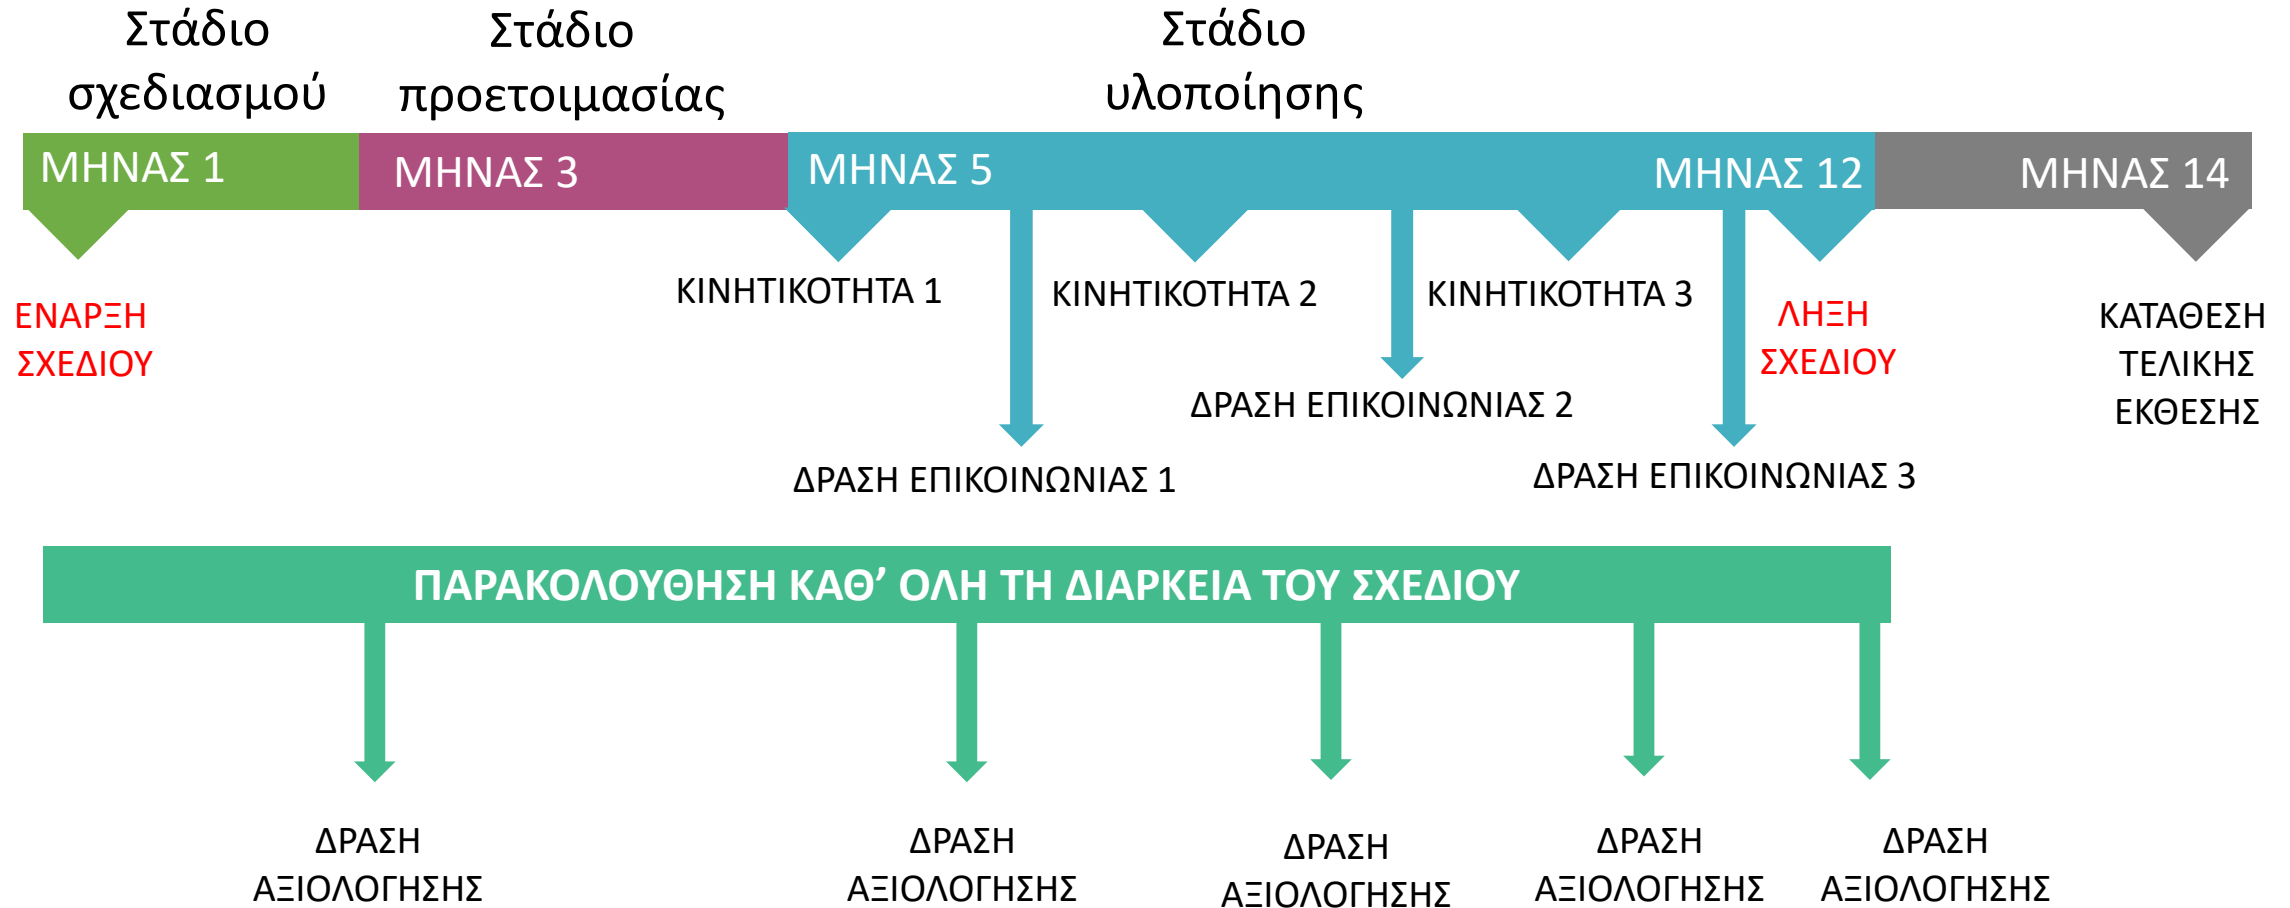 Στάδιο
σχεδιασμού
Στάδιο
προετοιμασίας
Στάδιο
υλοποίησης
ΜΗΝΑΣ 1
ΜΗΝΑΣ 3
ΜΗΝΑΣ 5
ΜΗΝΑΣ 12
ΜΗΝΑΣ 14
ΕΝΑΡΞΗ
ΣΧΕΔΙΟΥ
ΚΙΝΗΤΙΚΟΤΗΤΑ 1
ΚΙΝΗΤΙΚΟΤΗΤΑ 2
ΚΙΝΗΤΙΚΟΤΗΤΑ 3
ΛΗΞΗ
ΣΧΕΔΙΟΥ
ΚΑΤΑΘΕΣΗ
ΤΕΛΙΚΗΣ
ΕΚΘΕΣΗΣ
ΔΡΑΣΗ ΕΠΙΚΟΙΝΩΝΙΑΣ 2
ΔΡΑΣΗ ΕΠΙΚΟΙΝΩΝΙΑΣ 1
ΔΡΑΣΗ ΕΠΙΚΟΙΝΩΝΙΑΣ 3
ΠΑΡΑΚΟΛΟΥΘΗΣΗ ΚΑΘ’ ΟΛΗ ΤΗ ΔΙΑΡΚΕΙΑ ΤΟΥ ΣΧΕΔΙΟΥ
ΔΡΑΣΗ
ΑΞΙΟΛΟΓΗΣΗΣ
ΔΡΑΣΗ
ΑΞΙΟΛΟΓΗΣΗΣ
ΔΡΑΣΗ
ΑΞΙΟΛΟΓΗΣΗΣ
ΔΡΑΣΗ
ΑΞΙΟΛΟΓΗΣΗΣ
ΔΡΑΣΗ
ΑΞΙΟΛΟΓΗΣΗΣ